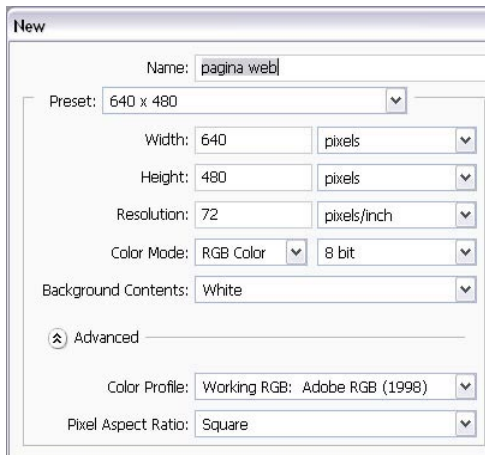 New
Name: pagina web
Preset: 640 x 480
Width: 640 pixels
Height: 480 pixels
Resolution: 72 pixels/inch
Color Mode: RGB Color 8 bit
Background Contents: White
Advanced
Color Profile: Working RGB: Adobe RGB (1998)
Pixel Aspect Ratio: Square